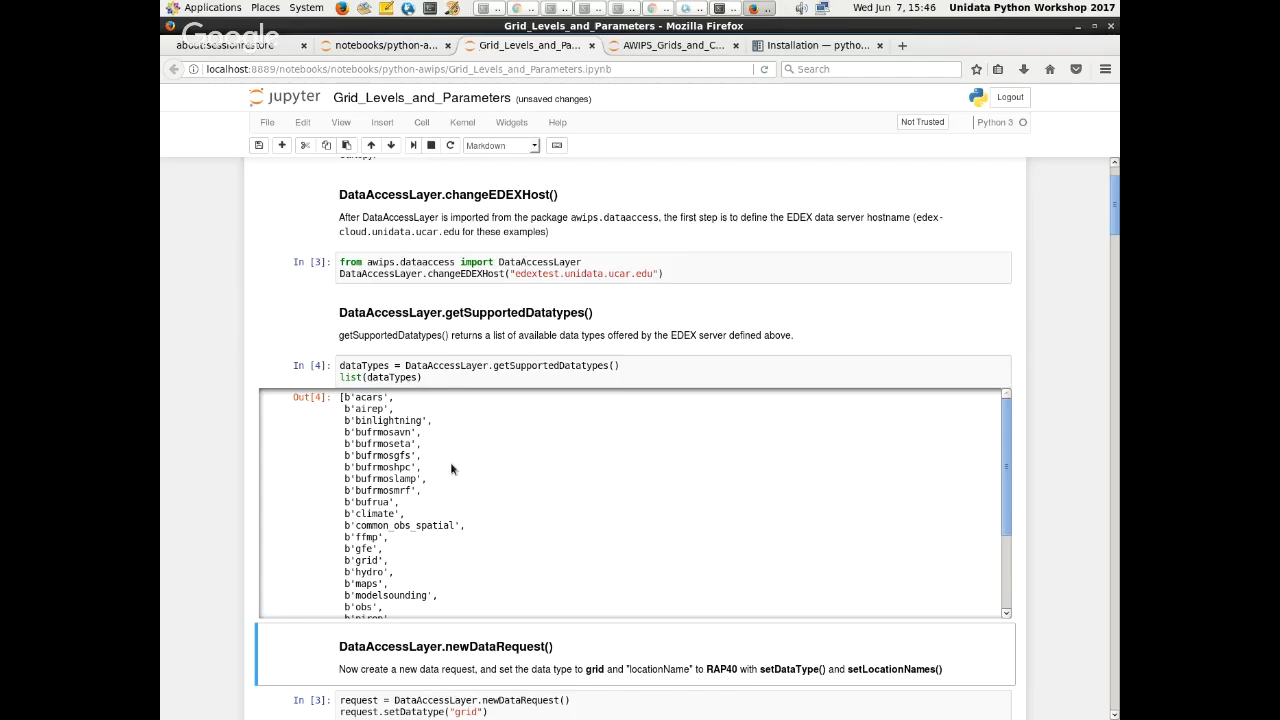 Applications Places System Wed Jun 7, 15:46 Unidata Python Workshop 2017
Grid_Levels_and_Parameters - Mozilla Firefox
Google
about:sessionrestore × notebooks/python-a... × Grid_Levels_and_Pa... × AWIPS_Grids_and_C... × Installation — pytho... × +
localhost:8889/notebooks/notebooks/python-awips/Grid_Levels_and_Parameters.ipynb Search
jupyter Grid_Levels_and_Parameters (unsaved changes) Logout
File Edit View Insert Cell Kernel Widgets Help Not Trusted Python 3
Markdown
DataAccessLayer.changeEDEXHost()
After DataAccessLayer is imported from the package awips.dataaccess, the first step is to define the EDEX data server hostname (edex-
cloud.unidata.ucar.edu for these examples)
In [3]: from awips.dataaccess import DataAccessLayer
DataAccessLayer.changeEDEXHost("edextest.unidata.ucar.edu")
DataAccessLayer.getSupportedDatatypes()
getSupportedDatatypes() returns a list of available data types offered by the EDEX server defined above.
In [4]: dataTypes = DataAccessLayer.getSupportedDatatypes()
list(dataTypes)
Out[4]: [b'acars',
b'airep',
b'binlightning',
b'bufrmosavn',
b'bufrmoseta',
b'bufrmosgfs',
b'bufrmoshpc',
b'bufrmoslamp',
b'bufrmosmrf',
b'bufrua',
b'climate',
b'common_obs_spatial',
b'ffmp',
b'gfe',
b'grid',
b'hydro',
b'maps',
b'modelsounding',
b'obs',
DataAccessLayer.newDataRequest()
Now create a new data request, and set the data type to grid and "locationName" to RAP40 with setDataType() and setLocationNames()
In [3]: request = DataAccessLayer.newDataRequest()
request.setDatatype("grid")